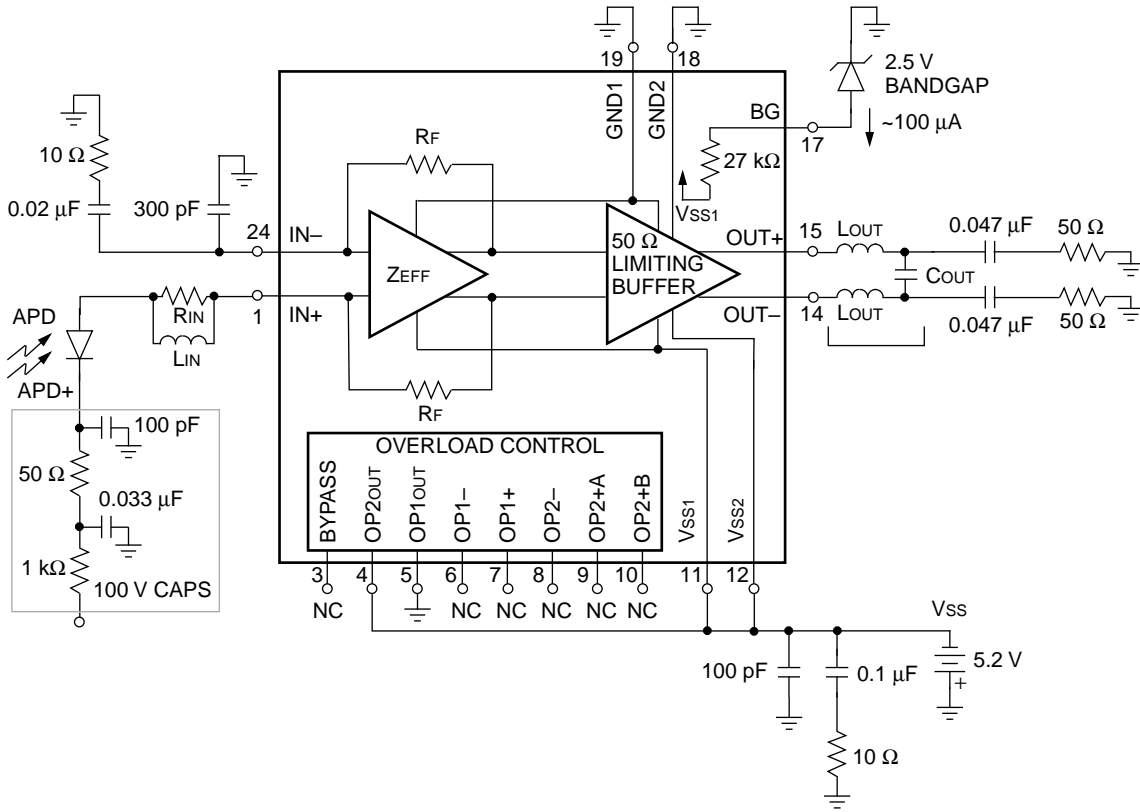 19
18
2.5 V
BANDGAP
~100 µA
GND1
GND2
BG
17
27 kΩ
VSS1
10 Ω
0.02 µF
300 pF
24
IN–
RF
ZEFF
50 Ω
LIMITING
BUFFER
OUT+
15
LOUT
0.047 µF
50 Ω
COUT
APD
RIN
LIN
1
IN+
OUT–
14
LOUT
0.047 µF
50 Ω
APD+
RF
100 pF
50 Ω
0.033 µF
1 kΩ
100 V CAPS
OVERLOAD CONTROL
BYPASS
OP2OUT
OP1OUT
OP1–
OP1+
OP2–
OP2+A
OP2+B
VSS1
VSS2
3
4
5
6
7
8
9
10
11
12
NC
NC
NC
NC
NC
NC
VSS
100 pF
0.1 µF
5.2 V
+
10 Ω